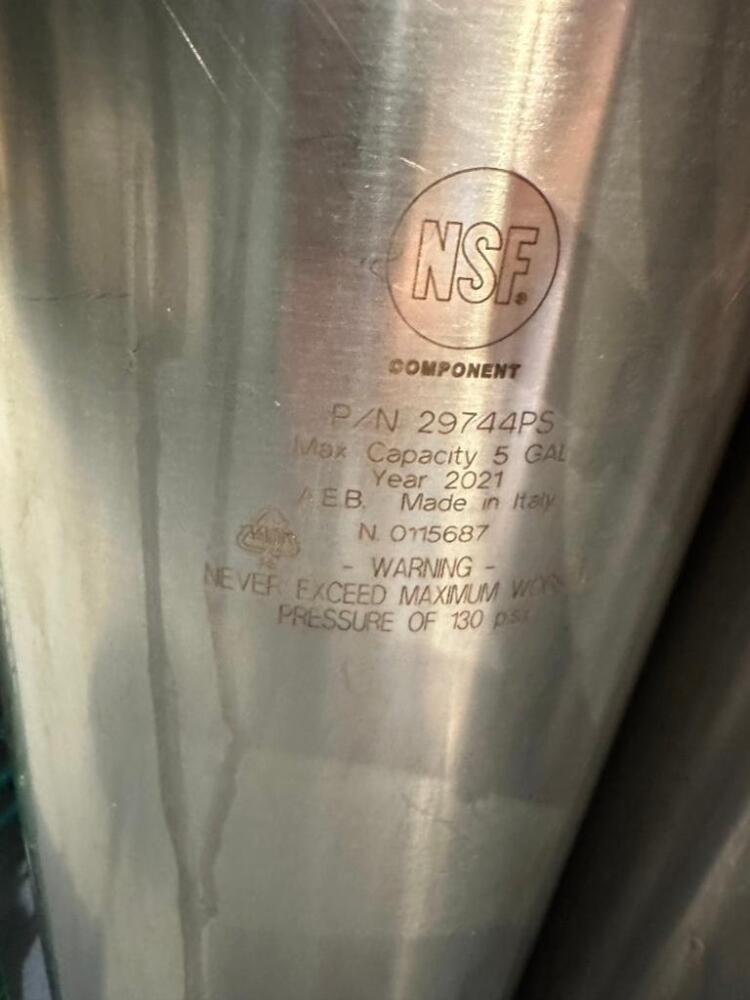 NSF®
COMPONENT
P/N 29744PS
Max Capacity 5 GAL
Year 2021
A.E.B. Made in Italy
N. 0115687
- WARNING -
NEVER EXCEED MAXIMUM
PRESSURE OF 130 psi